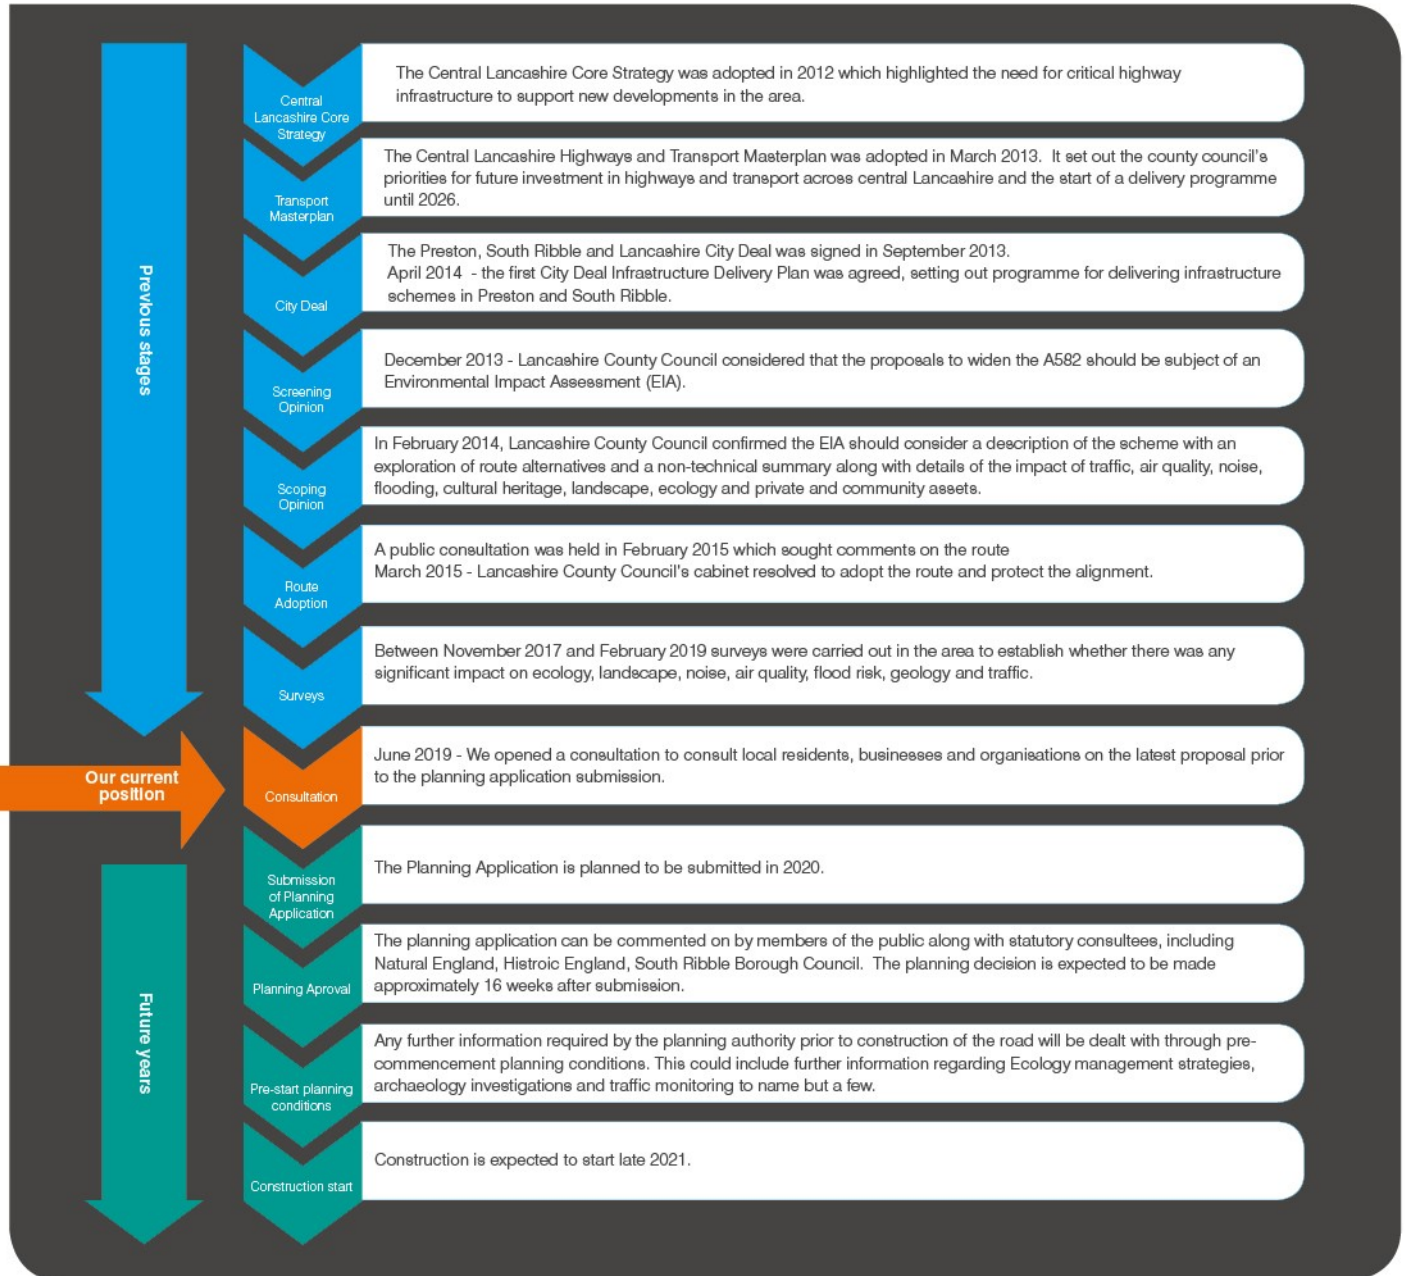 Previous stages
Central
Lancashire Core
Strategy
The Central Lancashire Core Strategy was adopted in 2012 which highlighted the need for critical highway
infrastructure to support new developments in the area.
Transport
Masterplan
The Central Lancashire Highways and Transport Masterplan was adopted in March 2013.  It set out the county council's
priorities for future investment in highways and transport across central Lancashire and the start of a delivery programme
until 2026.
City Deal
The Preston, South Ribble and Lancashire City Deal was signed in September 2013.
April 2014  - the first City Deal Infrastructure Delivery Plan was agreed, setting out programme for delivering infrastructure
schemes in Preston and South Ribble.
Screening
Opinion
December 2013 - Lancashire County Council considered that the proposals to widen the A582 should be subject of an
Environmental Impact Assessment (EIA).
Scoping
Opinion
In February 2014, Lancashire County Council confirmed the EIA should consider a description of the scheme with an
exploration of route alternatives and a non-technical summary along with details of the impact of traffic, air quality, noise,
flooding, cultural heritage, landscape, ecology and private and community assets.
Route
Adoption
A public consultation was held in February 2015 which sought comments on the route
March 2015 - Lancashire County Council's cabinet resolved to adopt the route and protect the alignment.
Surveys
Between November 2017 and February 2019 surveys were carried out in the area to establish whether there was any
significant impact on ecology, landscape, noise, air quality, flood risk, geology and traffic.
Our current
position
Consultation
June 2019 - We opened a consultation to consult local residents, businesses and organisations on the latest proposal prior
to the planning application submission.
Future years
Submission
of Planning
Application
The Planning Application is planned to be submitted in 2020.
Planning Aproval
The planning application can be commented on by members of the public along with statutory consultees, including
Natural England, Histroic England, South Ribble Borough Council.  The planning decision is expected to be made
approximately 16 weeks after submission.
Pre-start planning
conditions
Any further information required by the planning authority prior to construction of the road will be dealt with through pre-
commencement planning conditions. This could include further information regarding Ecology management strategies,
archaeology investigations and traffic monitoring to name but a few.
Construction start
Construction is expected to start late 2021.